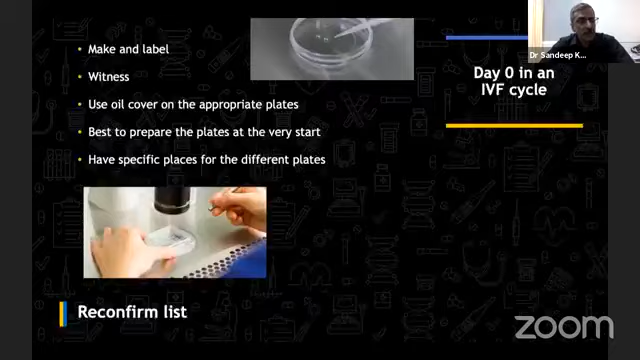 Make and label
Witness
Use oil cover on the appropriate plates
Best to prepare the plates at the very start
Have specific places for the different plates
Reconfirm list
Dr Sandeep K...
Day 0 in an
IVF cycle
zoom